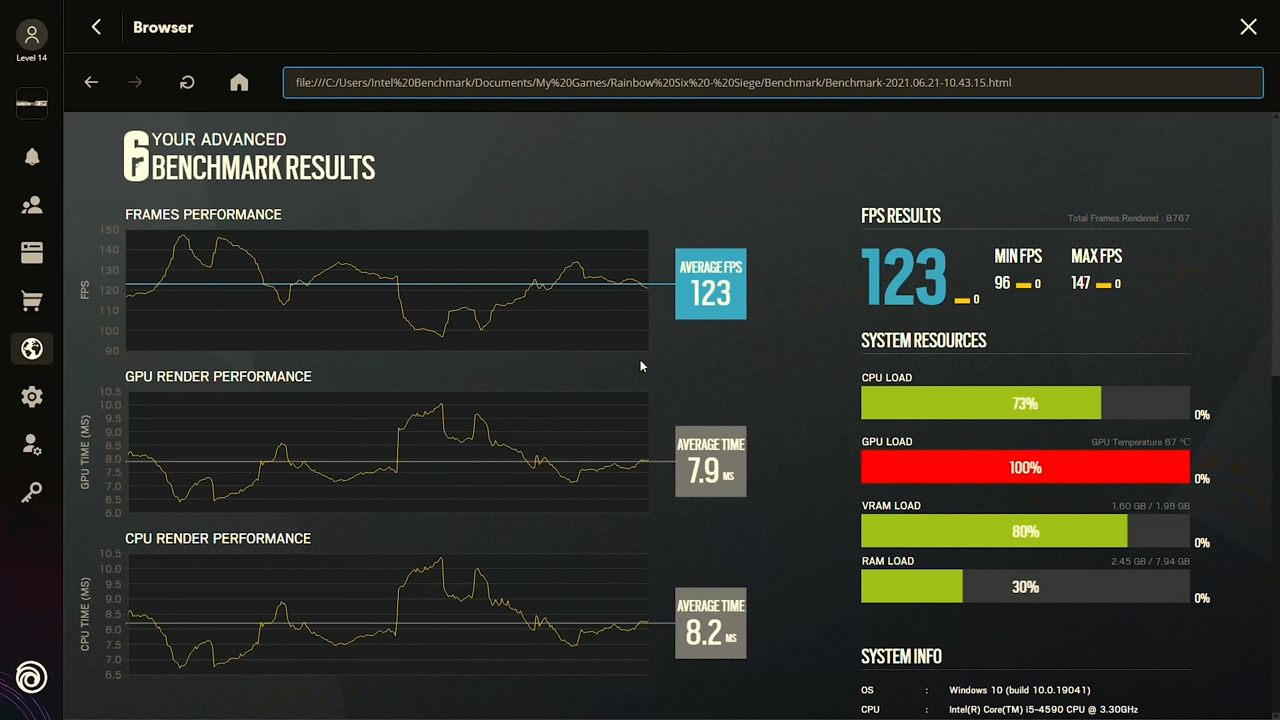 Browser
Level 14
file:///C:/Users/Intel%20Benchmark/Documents/My%20Games/Rainbow%20Six%20-%20Siege/Benchmark/Benchmark-2021.06.21-10.43.15.html
YOUR ADVANCED
BENCHMARK RESULTS
FRAMES PERFORMANCE
150
140
130
120
110
100
90
FPS
AVERAGE FPS
123
GPU RENDER PERFORMANCE
10.5
10.0
9.5
9.0
8.5
8.0
7.5
7.0
6.5
6.0
GPU TIME (MS)
AVERAGE TIME
7.9 MS
CPU RENDER PERFORMANCE
10.5
10.0
9.5
9.0
8.5
8.0
7.5
7.0
6.5
CPU TIME (MS)
AVERAGE TIME
8.2 MS
FPS RESULTS
Total Frames Rendered : 8767
123 0
MIN FPS
96 0
MAX FPS
147 0
SYSTEM RESOURCES
CPU LOAD
73%
0%
GPU LOAD
GPU Temperature 67 °C
100%
0%
VRAM LOAD
1.60 GB / 1.98 GB
80%
0%
RAM LOAD
2.45 GB / 7.94 GB
30%
0%
SYSTEM INFO
OS : Windows 10 (build 10.0.19041)
CPU : Intel(R) Core(TM) i5-4590 CPU @ 3.30GHz